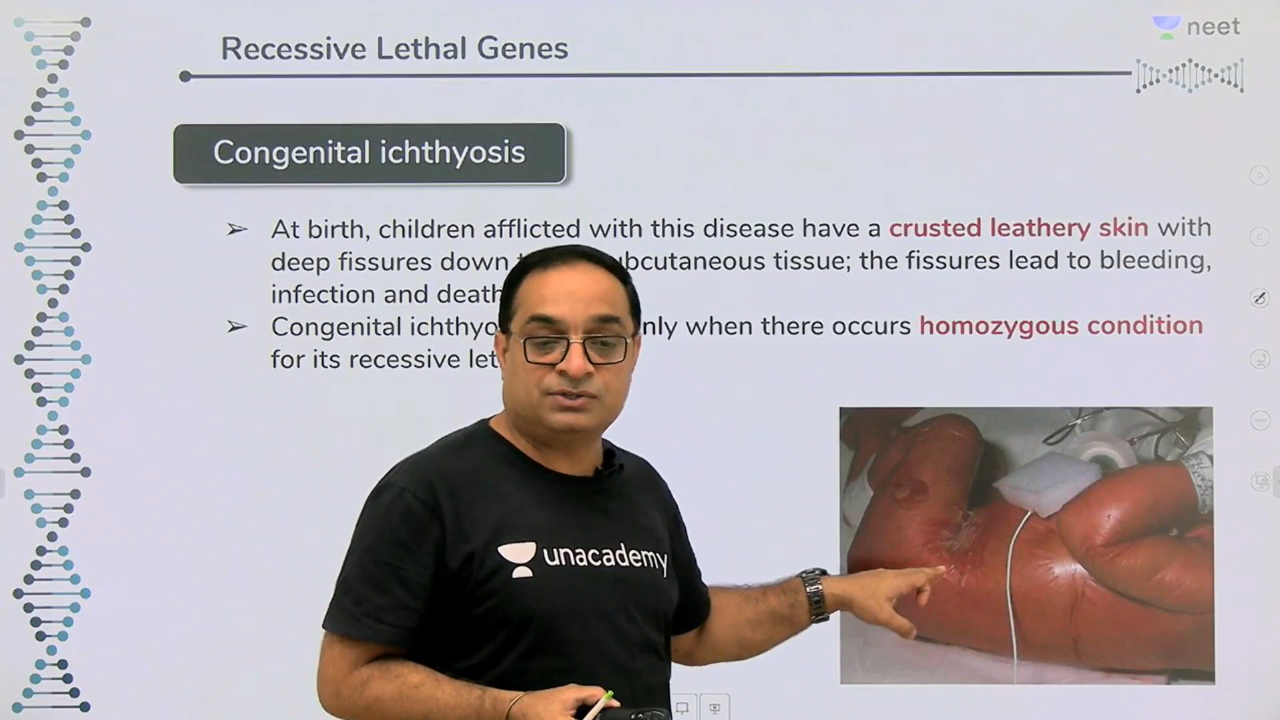 Recessive Lethal Genes
neet
Congenital ichthyosis
➢ At birth, children afflicted with this disease have a crusted leathery skin with
deep fissures down subcutaneous tissue; the fissures lead to bleeding,
infection and death
➢ Congenital ichthyo only when there occurs homozygous condition
for its recessive let
unacademy